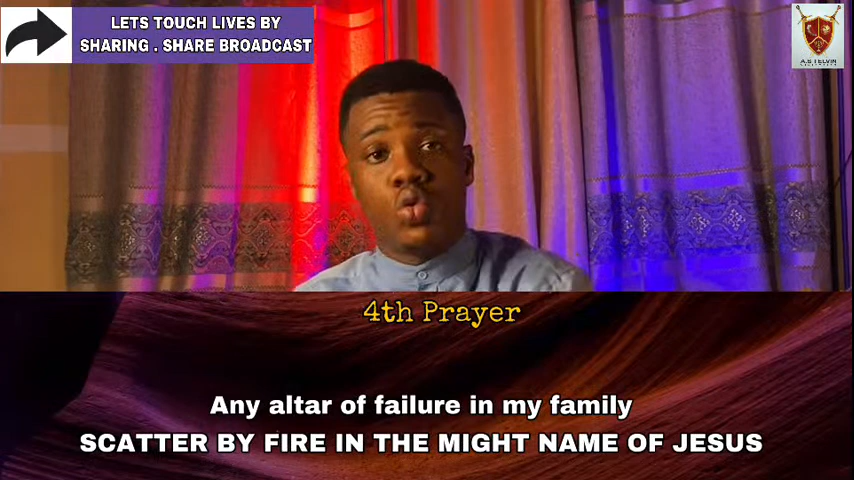 LETS TOUCH LIVES BY
SHARING . SHARE BROADCAST
4th Prayer
Any altar of failure in my family
SCATTER BY FIRE IN THE MIGHT NAME OF JESUS